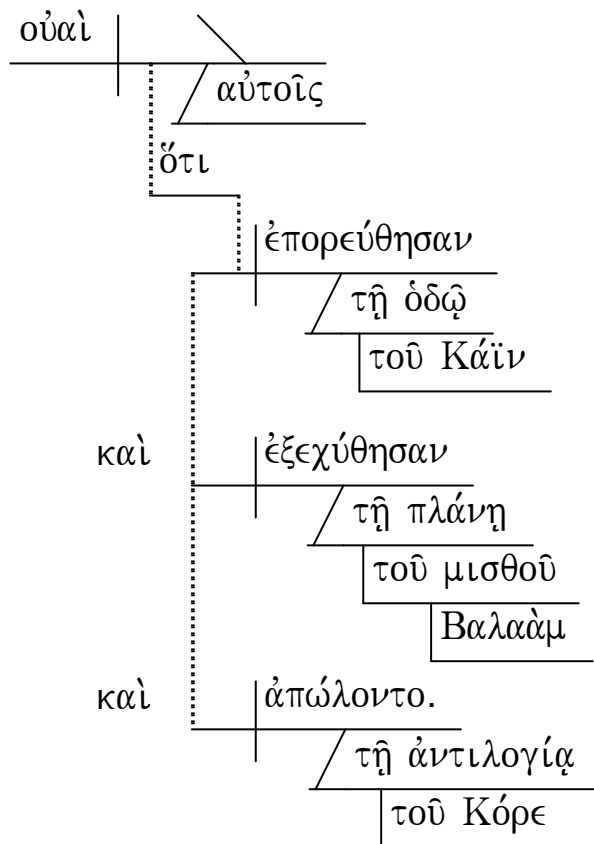 οὐαὶ
αὐτοῖς
ὅτι
ἐπορεύθησαν
τῇ ὁδῷ
τοῦ Κάϊν
καὶ ἐξεχύθησαν
τῇ πλάνῃ
τοῦ μισθοῦ
Βαλαὰμ
καὶ ἀπώλοντο.
τῇ ἀντιλογίᾳ
τοῦ Κόρε